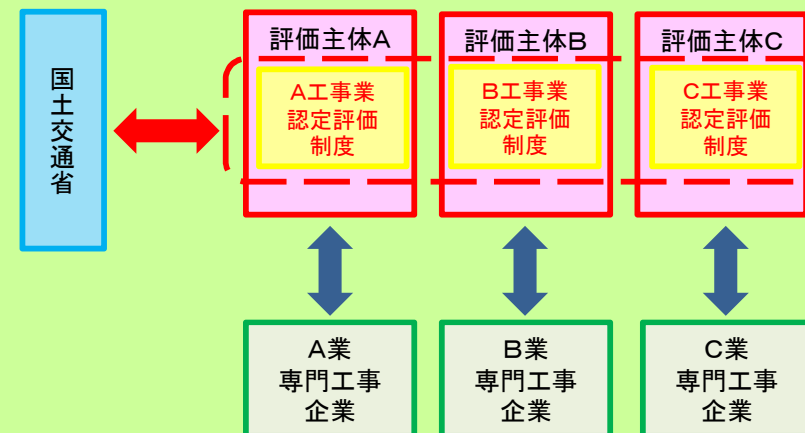 国土交通省
評価主体A
A工事業
認定評価
制度
評価主体B
B工事業
認定評価
制度
評価主体C
C工事業
認定評価
制度
A業
専門工事
企業
B業
専門工事
企業
C業
専門工事
企業